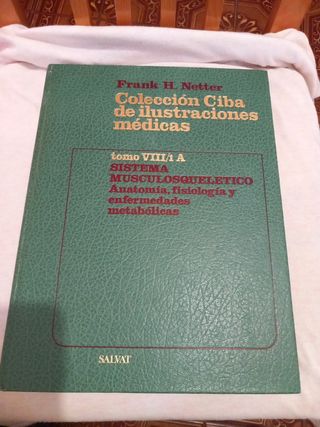 Frank H. Netter
Colección Ciba
de ilustraciones
médicas
tomo VIII/1 A
SISTEMA
MUSCULOSQUELETICO
Anatomía, fisiología y
enfermedades
metabólicas
SALVAT